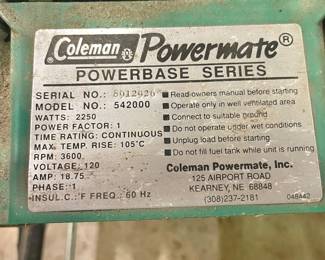 Coleman Powermate®
POWERBASE SERIES
SERIAL NO.:
MODEL NO.: 542000
WATTS: 2250
POWER FACTOR: 1
TIME RATING: CONTINUOUS
MAX. TEMP. RISE: 105°C
RPM: 3600
VOLTAGE: 120
AMP: 18.75
PHASE: 1
INSUL.C.: °F FREQ.: 60 Hz
Read owners manual before starting
Operate only in well ventilated area
Connect to suitable ground
Do not operate under wet conditions
Unplug load before starting
Do not fill fuel tank while unit is running
Coleman Powermate, Inc.
125 AIRPORT ROAD
KEARNEY, NE 68848
(308)237-2181
048442